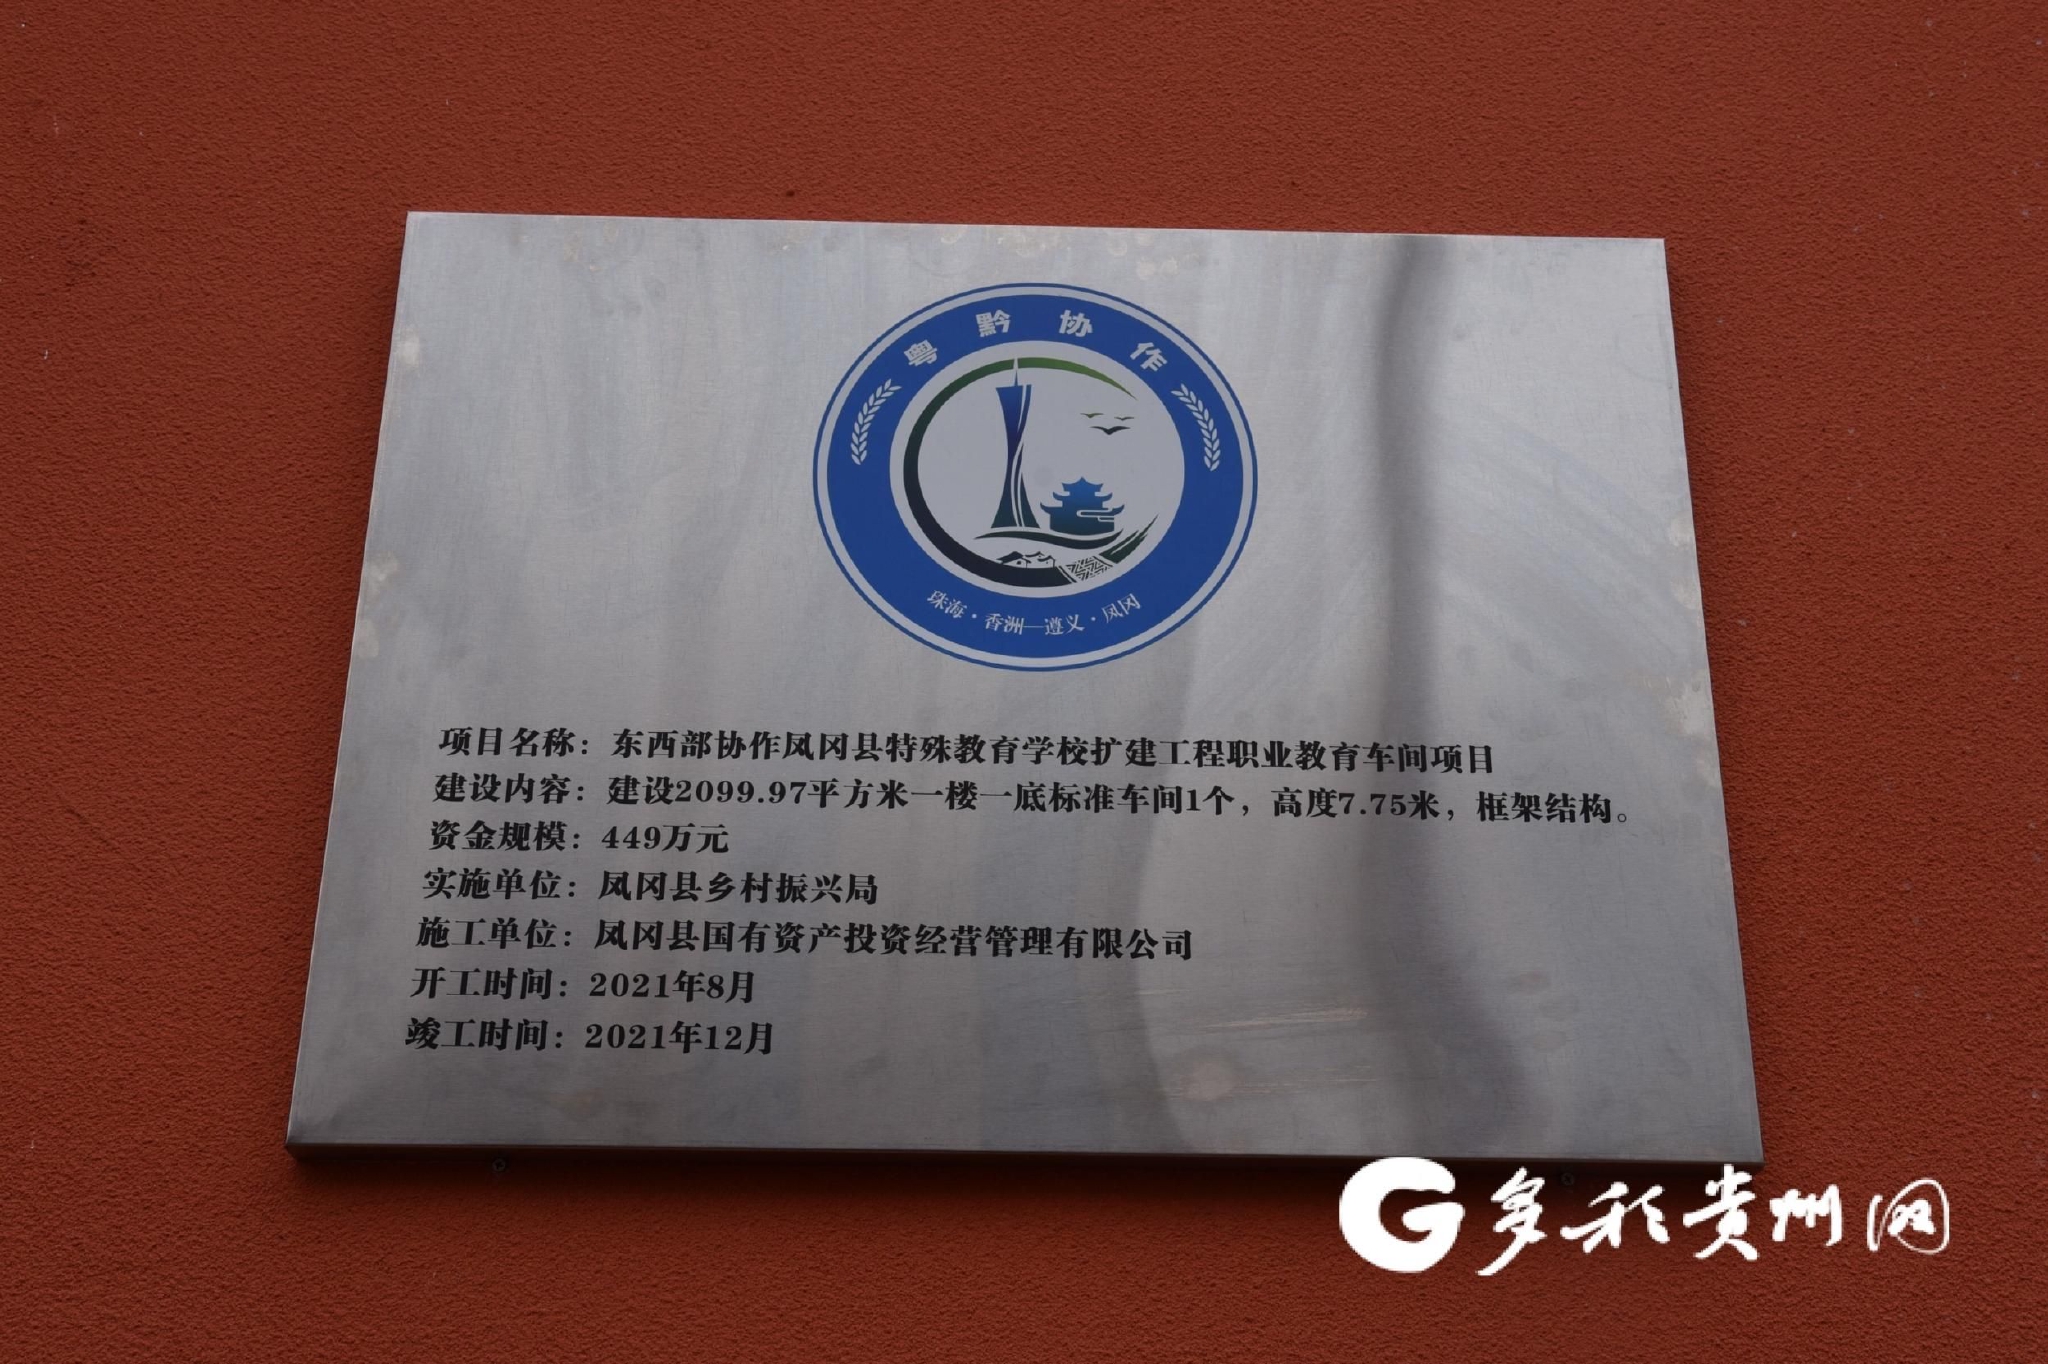 粤黔协作
珠海·香洲—遵义·凤冈
项目名称：东西部协作凤冈县特殊教育学校扩建工程职业教育车间项目
建设内容：建设2099.97平方米一楼一底标准车间1个，高度7.75米，框架结构。
资金规模：449万元
实施单位：凤冈县乡村振兴局
施工单位：凤冈县国有资产投资经营管理有限公司
开工时间：2021年8月
竣工时间：2021年12月
多彩贵州网